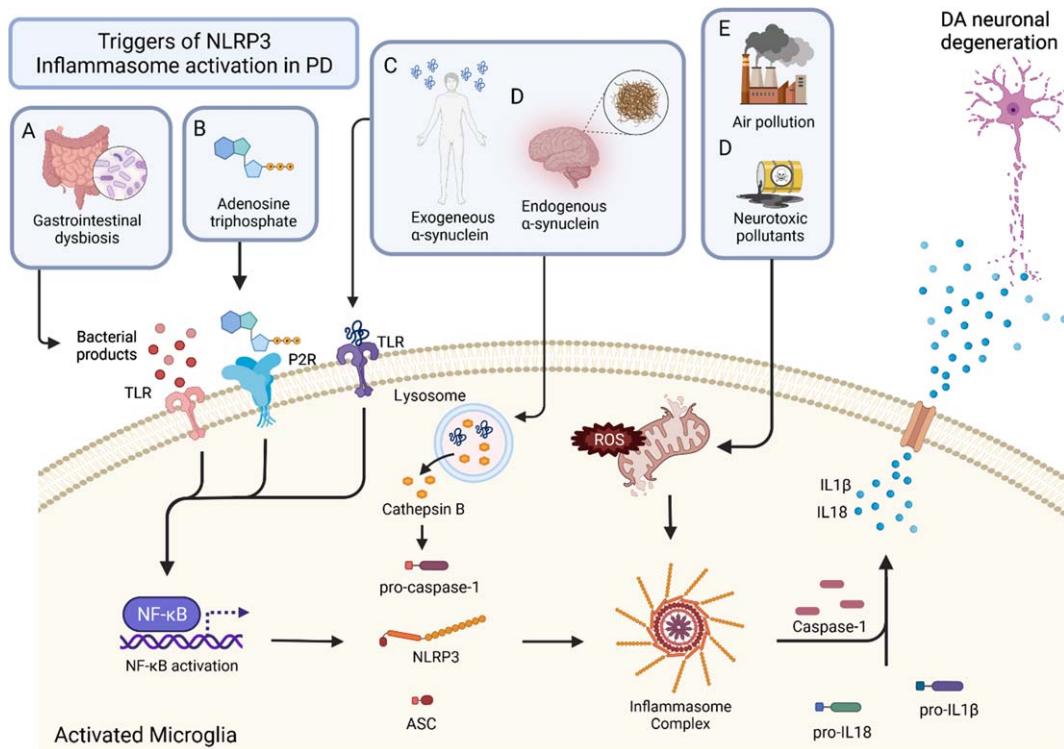 Triggers of NLRP3
Inflammasome activation in PD
A
Gastrointestinal
dysbiosis
B
Adenosine
triphosphate
C
Exogeneous
α-synuclein
D
Endogenous
α-synuclein
E
Air pollution
D
Neurotoxic
pollutants
DA neuronal
degeneration
Bacterial
products
TLR
P2R
TLR
Lysosome
Cathepsin B
pro-caspase-1
ROS
IL1β
IL18
NF-κB
NF-κB activation
NLRP3
ASC
Inflammasome
Complex
Caspase-1
pro-IL18
pro-IL1β
Activated Microglia